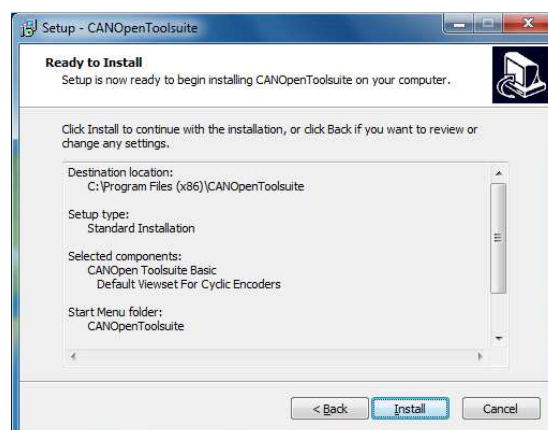 Setup - CANOpenToolsuite
Ready to Install
Setup is now ready to begin installing CANOpenToolsuite on your computer.
Click Install to continue with the installation, or click Back if you want to review or
change any settings.
Destination location:
C:\Program Files (x86)\CANOpenToolsuite
Setup type:
Standard Installation
Selected components:
CANOpen Toolsuite Basic
Default Viewset For Cyclic Encoders
Start Menu folder:
CANOpenToolsuite
< Back
Install
Cancel